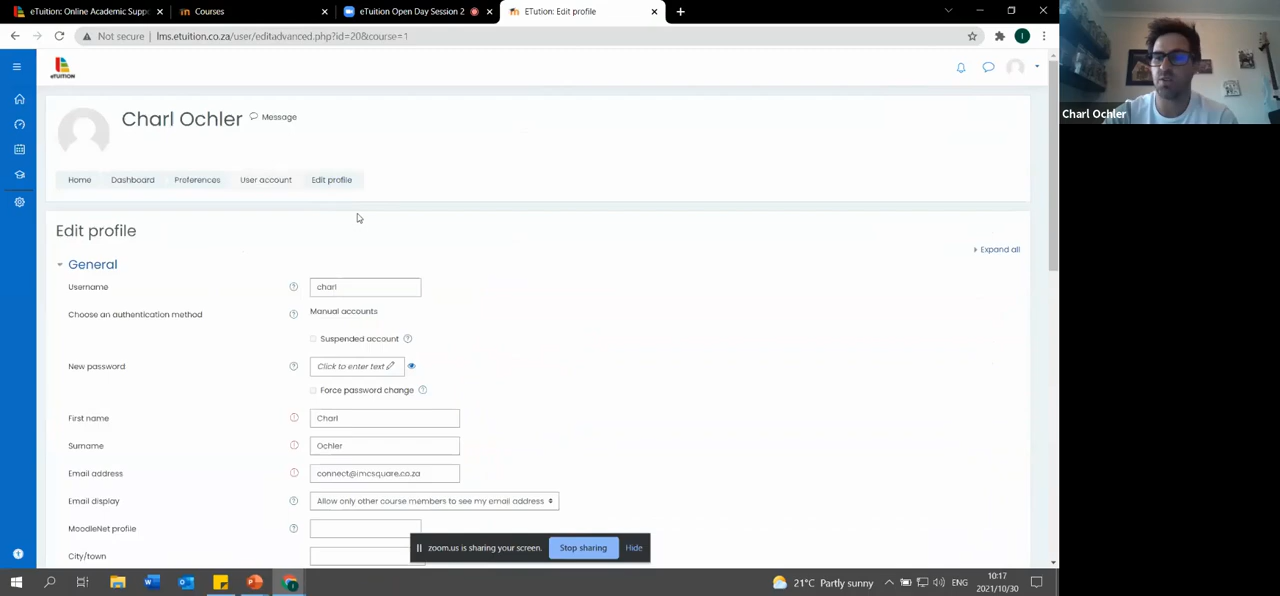 eTuition: Online Academic Supp
Courses
eTuition Open Day Session 2
ETution: Edit profile
Not secure | lms.etuition.co.za/user/editadvanced.php?id=20&course=1
I
eTUITION
Charl Ochler
Message
Home
Dashboard
Preferences
User account
Edit profile
Charl Ochler
Edit profile
Expand all
General
Username
charl
Choose an authentication method
Manual accounts
Suspended account
New password
Click to enter text
Force password change
First name
Charl
Surname
Ochler
Email address
connect@imcsquare.co.za
Email display
Allow only other course members to see my email address
MoodleNet profile
City/town
zoom.us is sharing your screen.
Stop sharing
Hide
21°C Partly sunny
ENG
10:17
2021/10/30